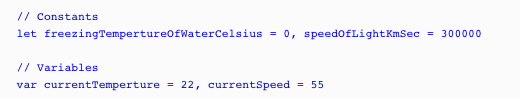 // Constants
let freezingTempertureOfWaterCelsius = 0, speedOfLightKmSec = 300000
// Variables
var currentTemperture = 22, currentSpeed = 55